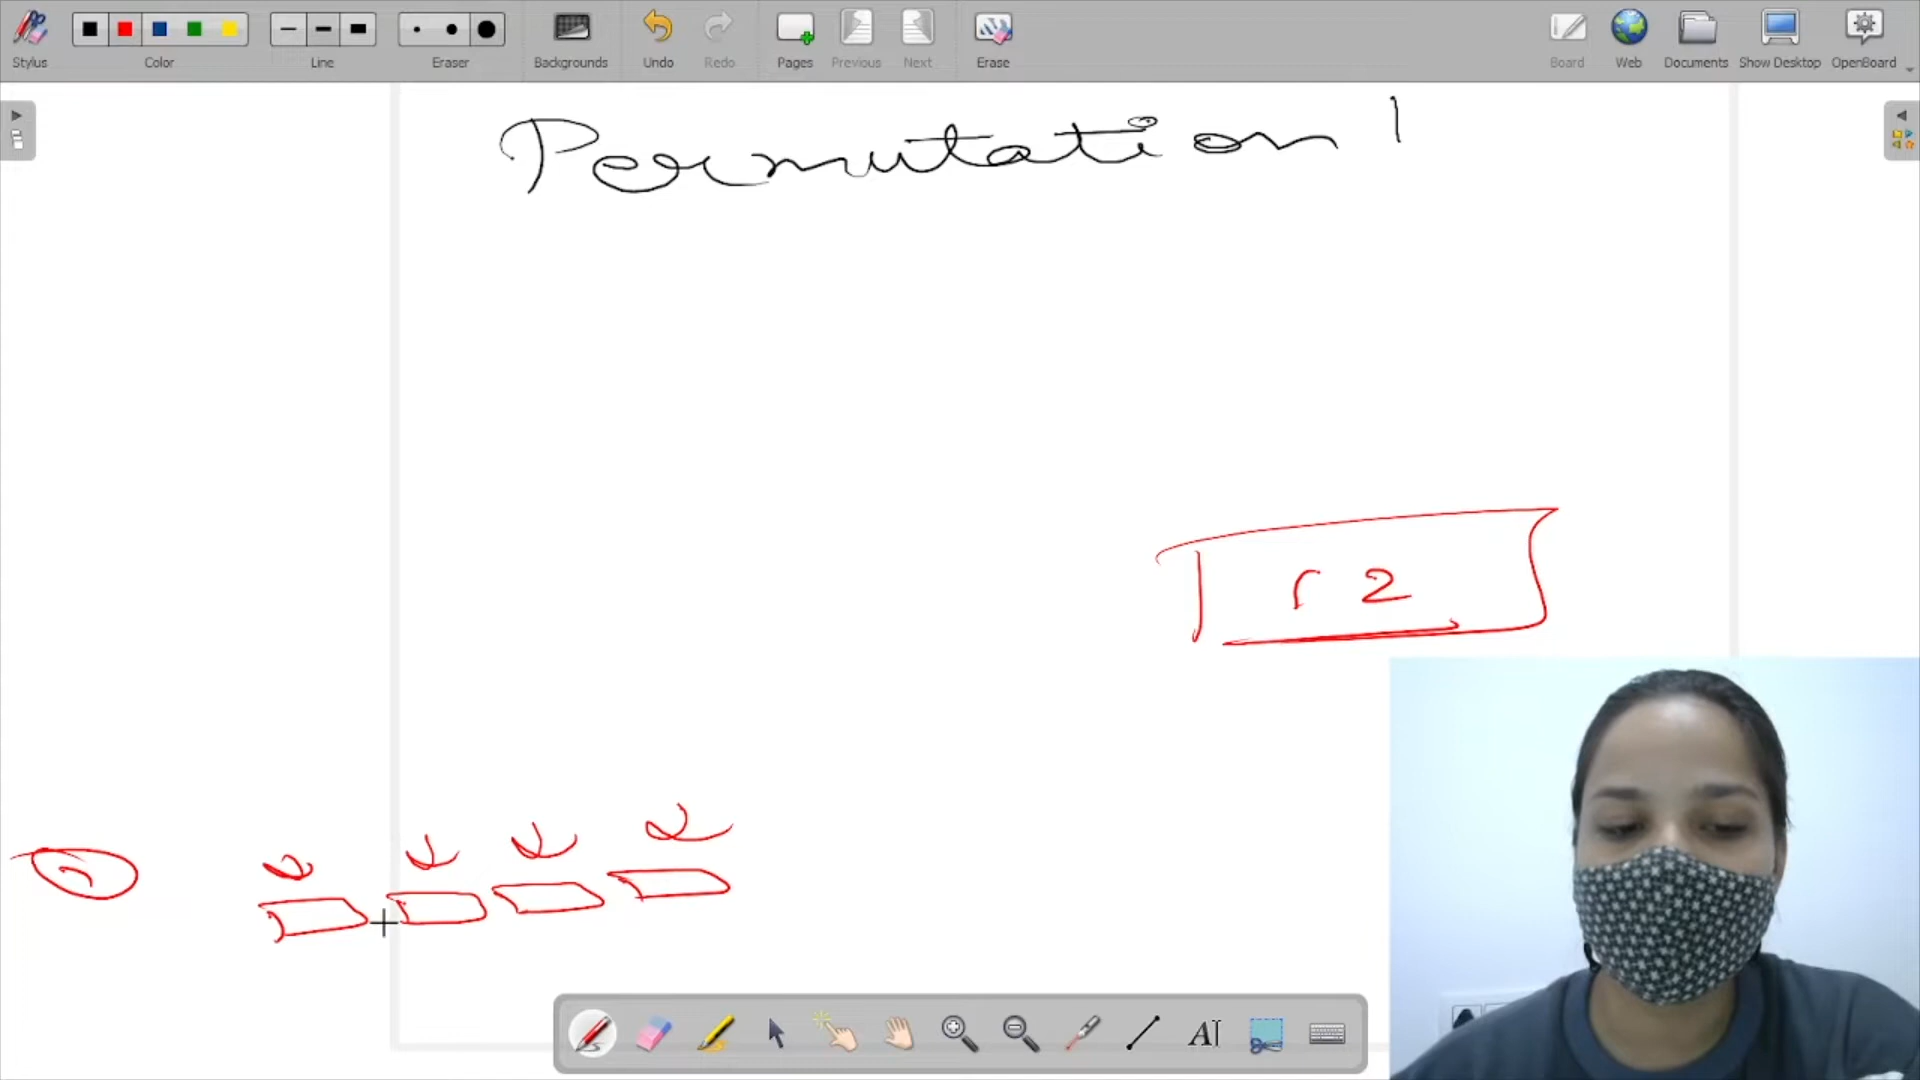 Stylus
Color
Line
Eraser
Backgrounds
Undo
Redo
Pages
Previous
Next
Erase
Board
Web
Documents
Show Desktop
OpenBoard
Permutation
r 2
AI